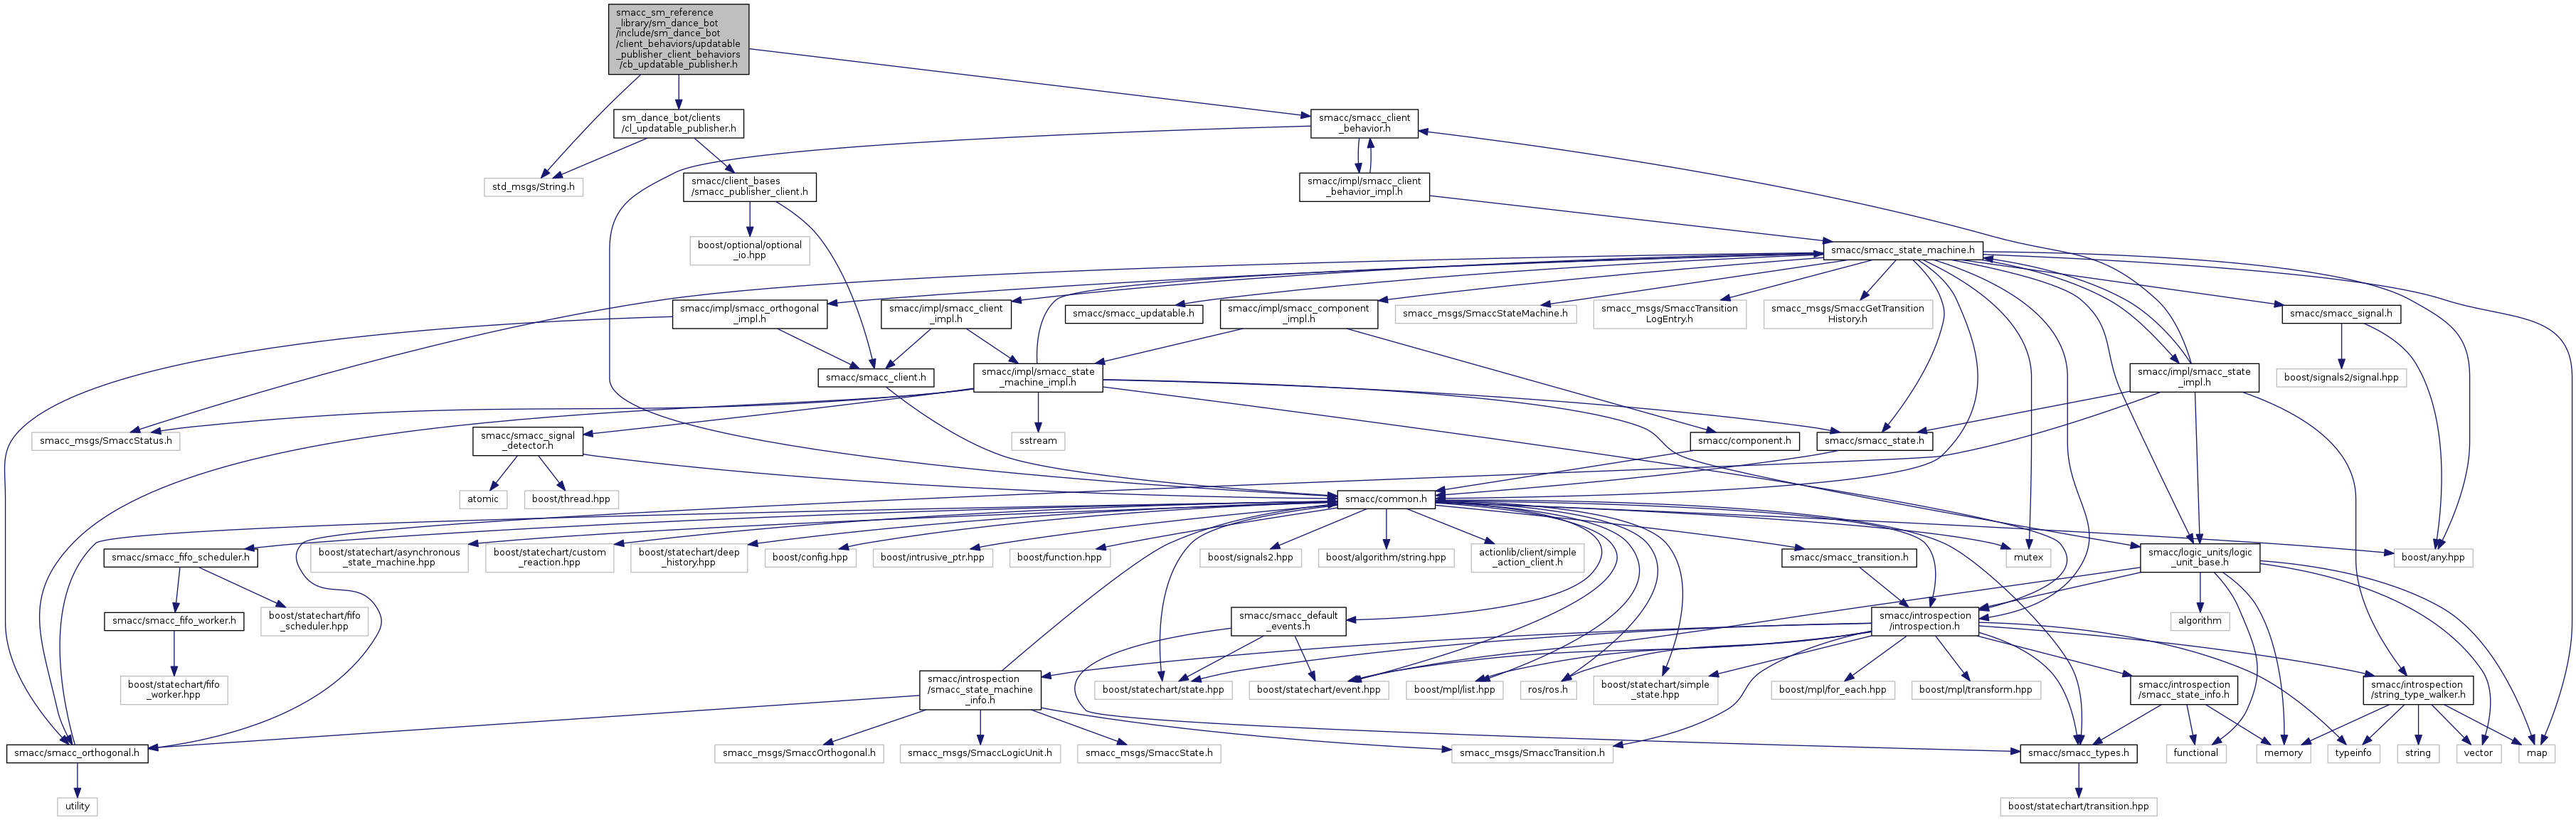 smacc_sm_reference
_library/sm_dance_bot
/include/sm_dance_bot
/client_behaviors/updatable
_publisher_client_behaviors
/cb_updatable_publisher.h
sm_dance_bot/clients
/cl_updatable_publisher.h
smacc/smacc_client
_behavior.h
std_msgs/String.h
smacc/client_bases
/smacc_publisher_client.h
smacc/impl/smacc_client
_behavior_impl.h
boost/optional/optional
_io.hpp
smacc/smacc_state_machine.h
smacc/impl/smacc_orthogonal
_impl.h
smacc/impl/smacc_client
_impl.h
smacc/smacc_updatable.h
smacc/impl/smacc_component
_impl.h
smacc_msgs/SmaccStateMachine.h
smacc_msgs/SmaccTransition
LogEntry.h
smacc_msgs/SmaccGetTransition
History.h
smacc/smacc_signal.h
smacc/smacc_client.h
smacc/impl/smacc_state
_machine_impl.h
smacc/impl/smacc_state
_impl.h
boost/signals2/signal.hpp
smacc_msgs/SmaccStatus.h
smacc/smacc_signal
_detector.h
sstream
smacc/component.h
smacc/smacc_state.h
atomic
boost/thread.hpp
smacc/common.h
smacc/smacc_fifo_scheduler.h
boost/statechart/asynchronous
_state_machine.hpp
boost/statechart/custom
_reaction.hpp
boost/statechart/deep
_history.hpp
boost/config.hpp
boost/intrusive_ptr.hpp
boost/function.hpp
boost/signals2.hpp
boost/algorithm/string.hpp
actionlib/client/simple
_action_client.h
smacc/smacc_transition.h
mutex
smacc/logic_units/logic
_unit_base.h
boost/any.hpp
smacc/smacc_fifo_worker.h
boost/statechart/fifo
_scheduler.hpp
smacc/smacc_default
_events.h
smacc/introspection
/introspection.h
algorithm
boost/statechart/fifo
_worker.hpp
smacc/introspection
/smacc_state_machine
_info.h
boost/statechart/state.hpp
boost/statechart/event.hpp
boost/mpl/list.hpp
ros/ros.h
boost/statechart/simple
_state.hpp
boost/mpl/for_each.hpp
boost/mpl/transform.hpp
smacc/introspection
/smacc_state_info.h
smacc/introspection
/string_type_walker.h
smacc/smacc_orthogonal.h
smacc_msgs/SmaccOrthogonal.h
smacc_msgs/SmaccLogicUnit.h
smacc_msgs/SmaccState.h
smacc_msgs/SmaccTransition.h
smacc/smacc_types.h
functional
memory
typeinfo
string
vector
map
utility
boost/statechart/transition.hpp